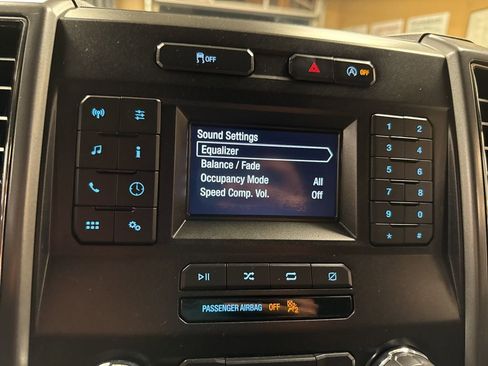 OFF
OFF
Sound Settings
Equalizer
Balance / Fade
Occupancy Mode All
Speed Comp. Vol. Off
1 2
3 4
5 6
7 8
9 0
* #
PASSENGER AIRBAG OFF